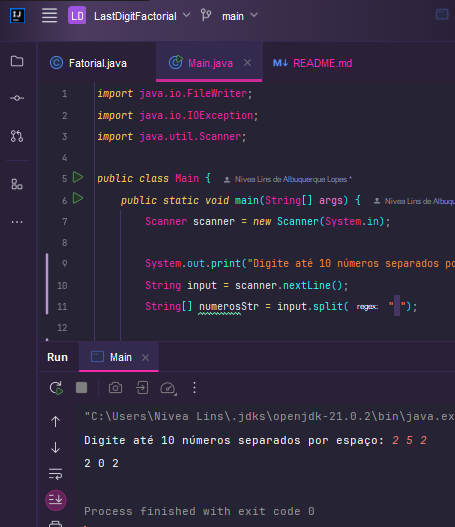 IJ LD LastDigitFactorial main
Fatorial.java Main.java README.md
1 import java.io.FileWriter;
2 import java.io.IOException;
3 import java.util.Scanner;
4
5 public class Main { Nivea Lins de Albuquerque Lopes *
6 public static void main(String[] args) { Nivea Lins de Albuquerque
7 Scanner scanner = new Scanner(System.in);
8
9 System.out.print("Digite até 10 números separados po
10 String input = scanner.nextLine();
11 String[] numerosStr = input.split( regex: " ");
12
Run Main
"C:\Users\Nivea Lins\.jdks\openjdk-21.0.2\bin\java.ex
Digite até 10 números separados por espaço: 2 5 2
2 0 2
Process finished with exit code 0